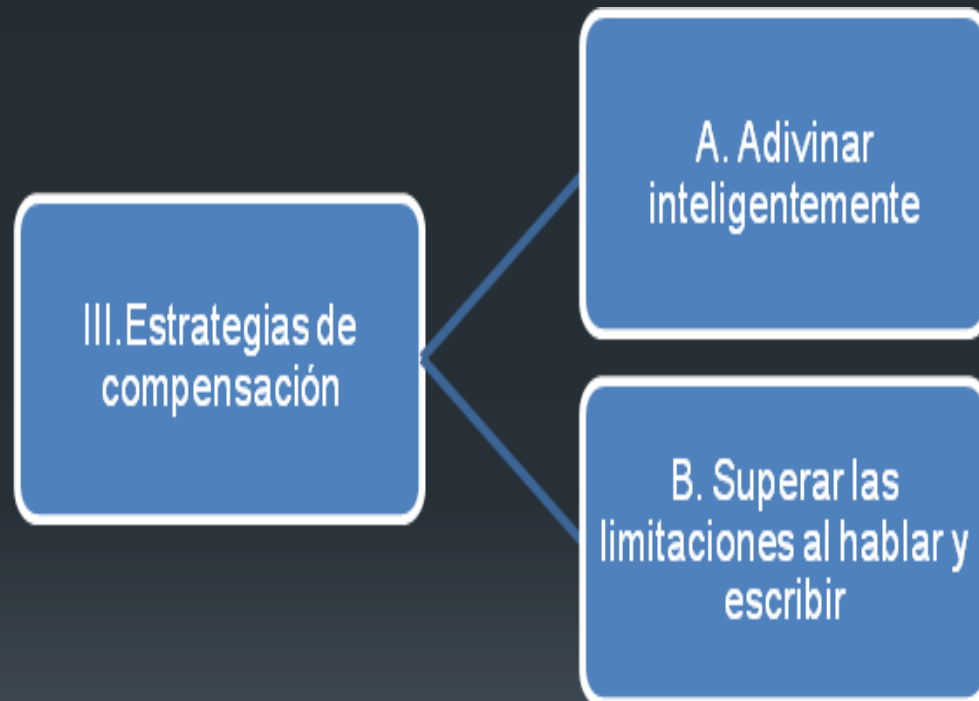 III.Estrategias de
compensación
A. Adivinar
inteligentemente
B. Superar las
limitaciones al hablar y
escribir